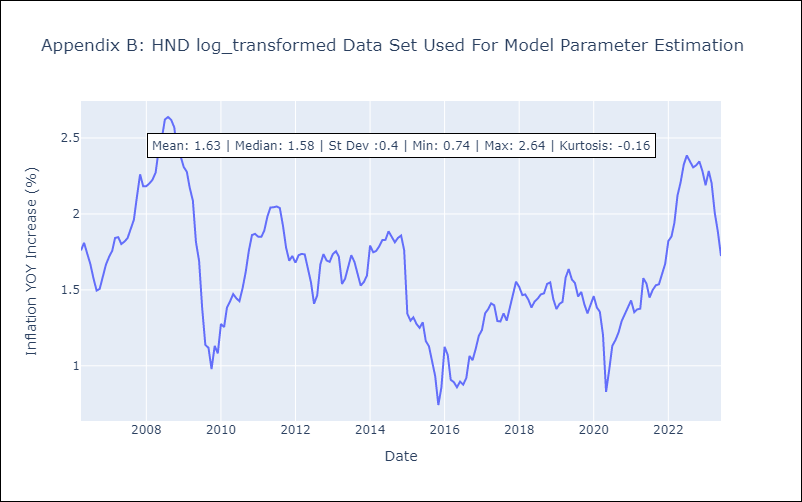 Appendix B: HND log_transformed Data Set Used For Model Parameter Estimation
Mean: 1.63 | Median: 1.58 | St Dev :0.4 | Min: 0.74 | Max: 2.64 | Kurtosis: -0.16
Inflation YOY Increase (%)
2.5
2
1.5
1
2008 2010 2012 2014 2016 2018 2020 2022
Date